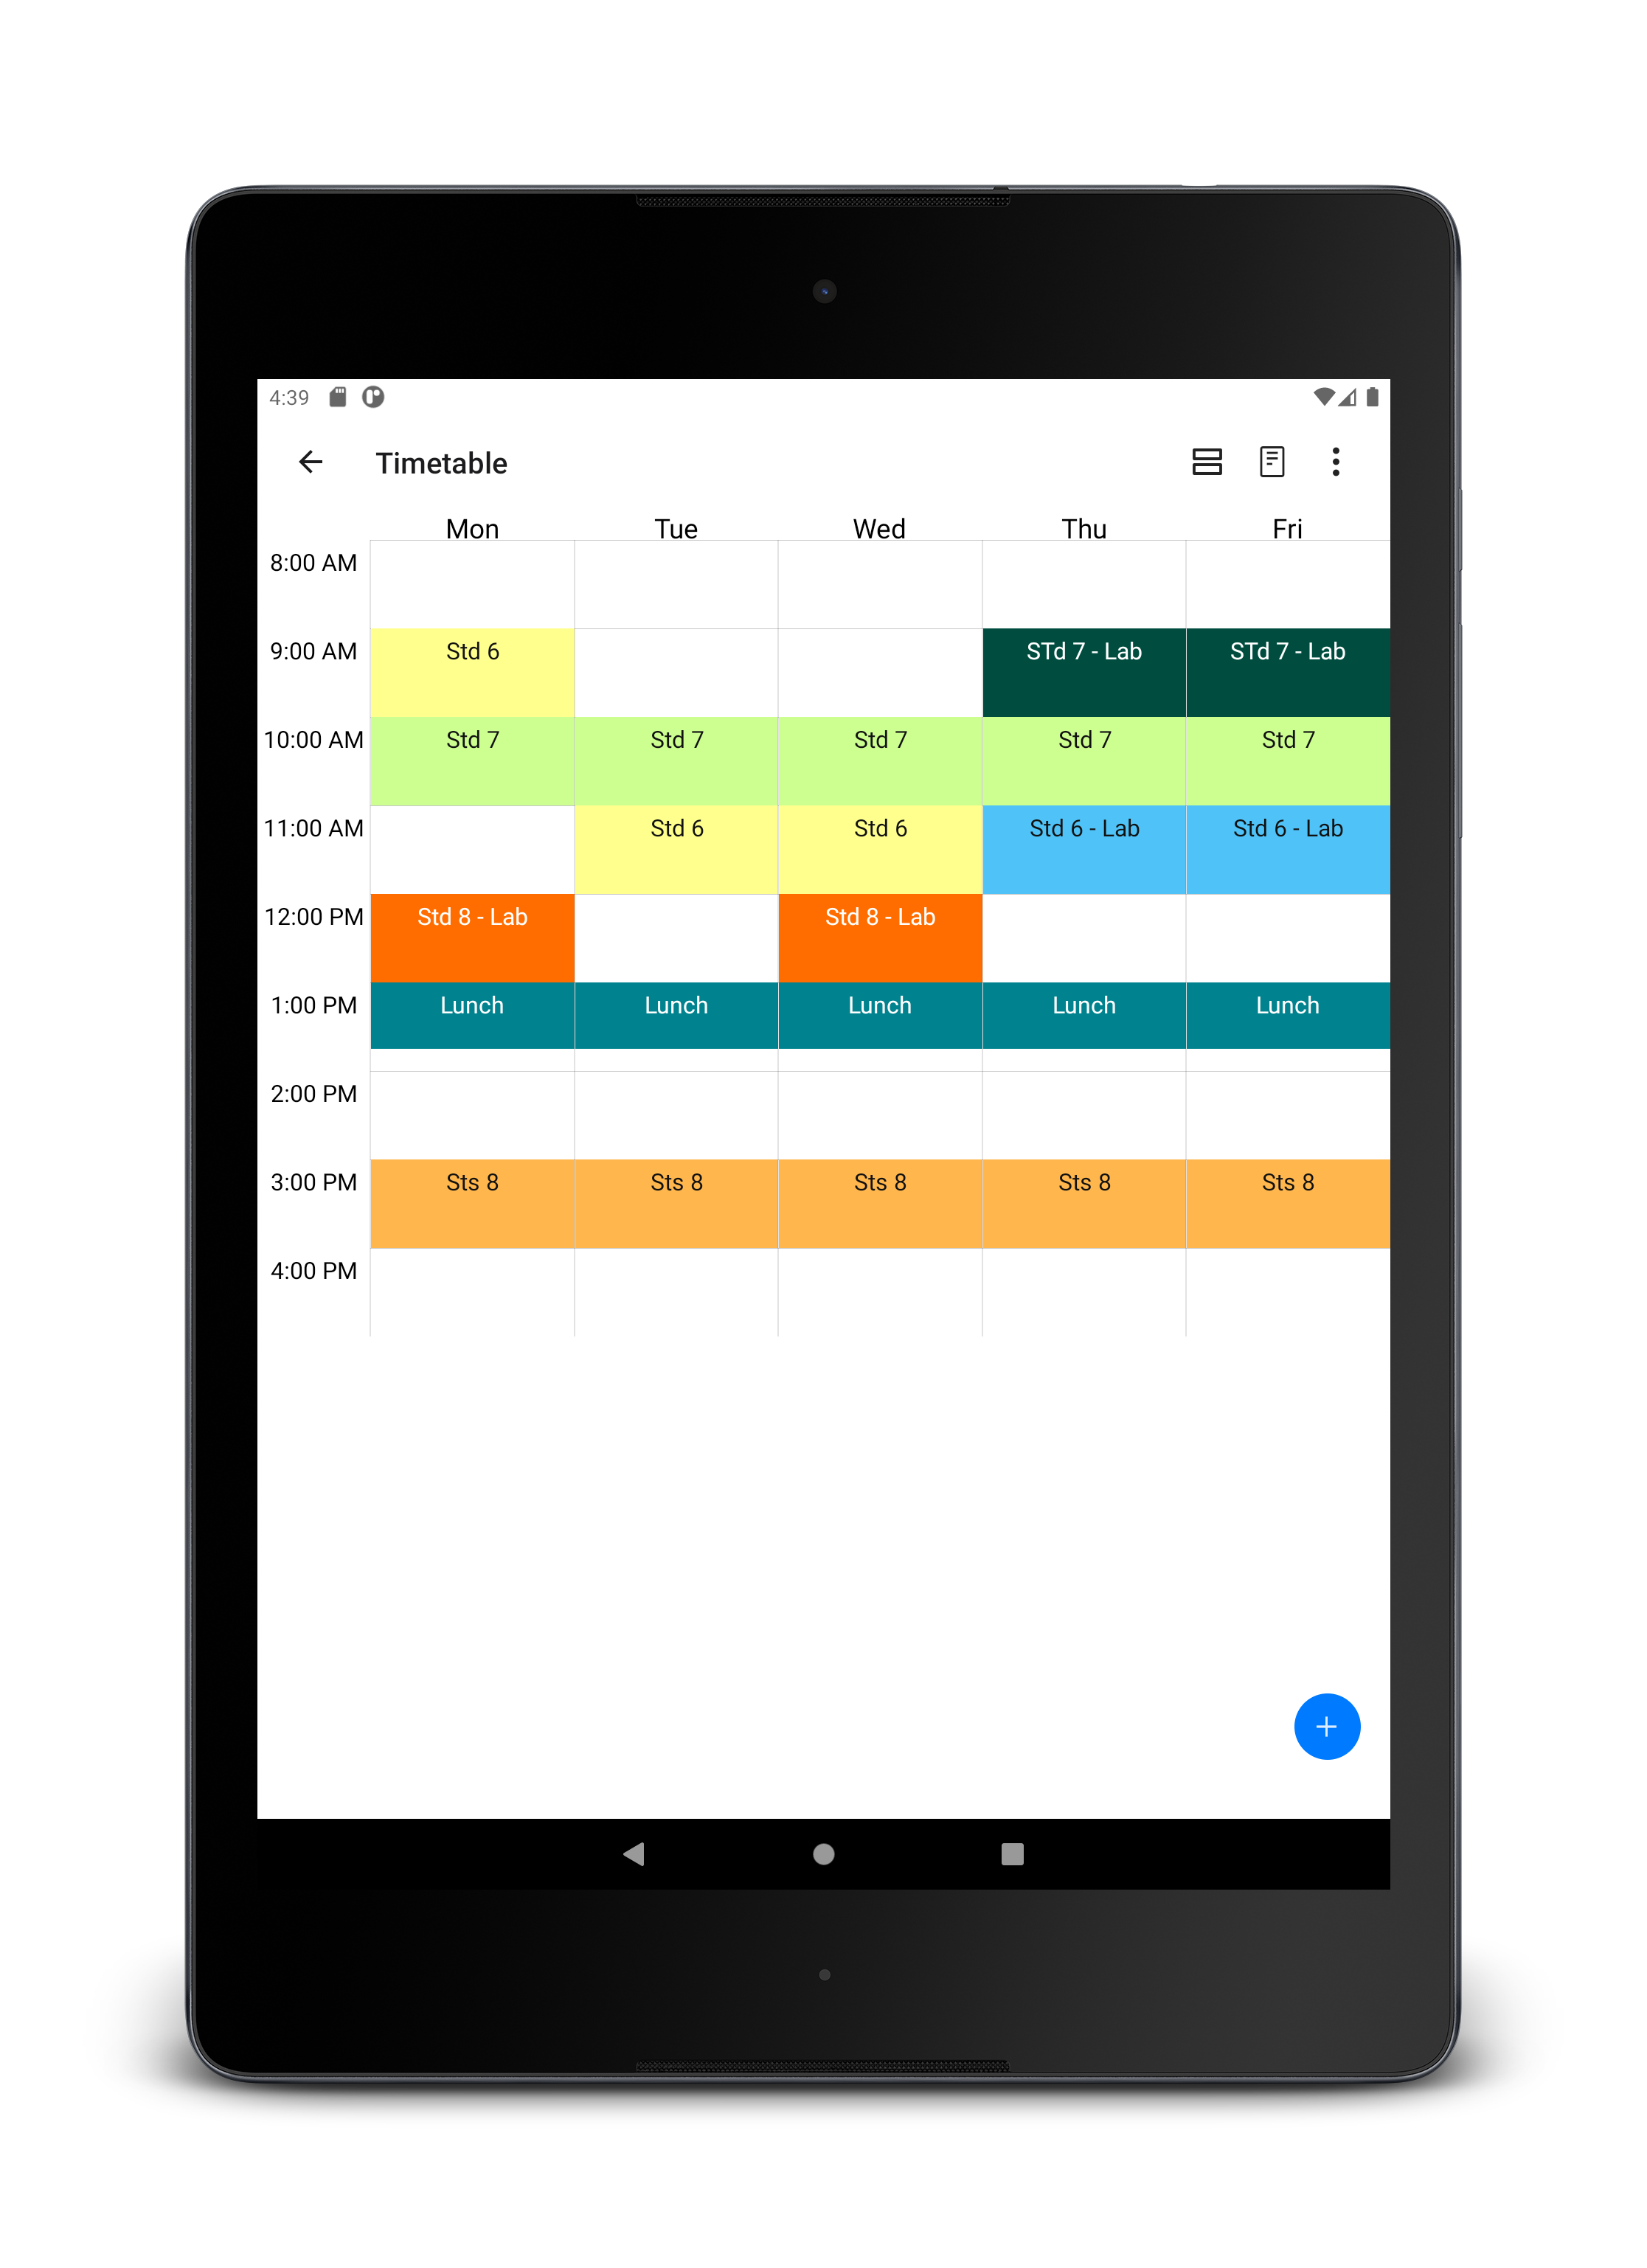 4:39
Timetable
Mon Tue Wed Thu Fri
8:00 AM
9:00 AM Std 6 STd 7 - Lab STd 7 - Lab
10:00 AM Std 7 Std 7 Std 7 Std 7 Std 7
11:00 AM Std 6 Std 6 Std 6 - Lab Std 6 - Lab
12:00 PM Std 8 - Lab Std 8 - Lab
1:00 PM Lunch Lunch Lunch Lunch Lunch
2:00 PM
3:00 PM Sts 8 Sts 8 Sts 8 Sts 8 Sts 8
4:00 PM